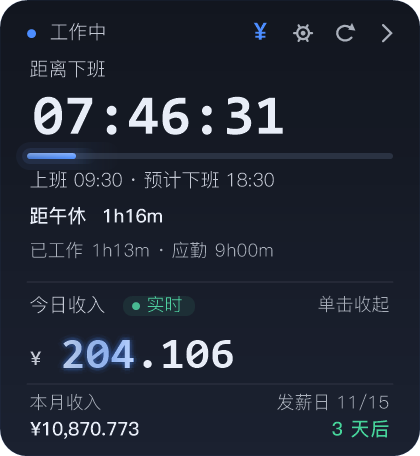 工作中 ¥
距离下班
07:46:31
上班 09:30 · 预计下班 18:30
距午休 1h16m
已工作 1h13m · 应勤 9h00m
今日收入 实时 单击收起
¥ 204.106
本月收入 发薪日 11/15
¥10,870.773 3 天后